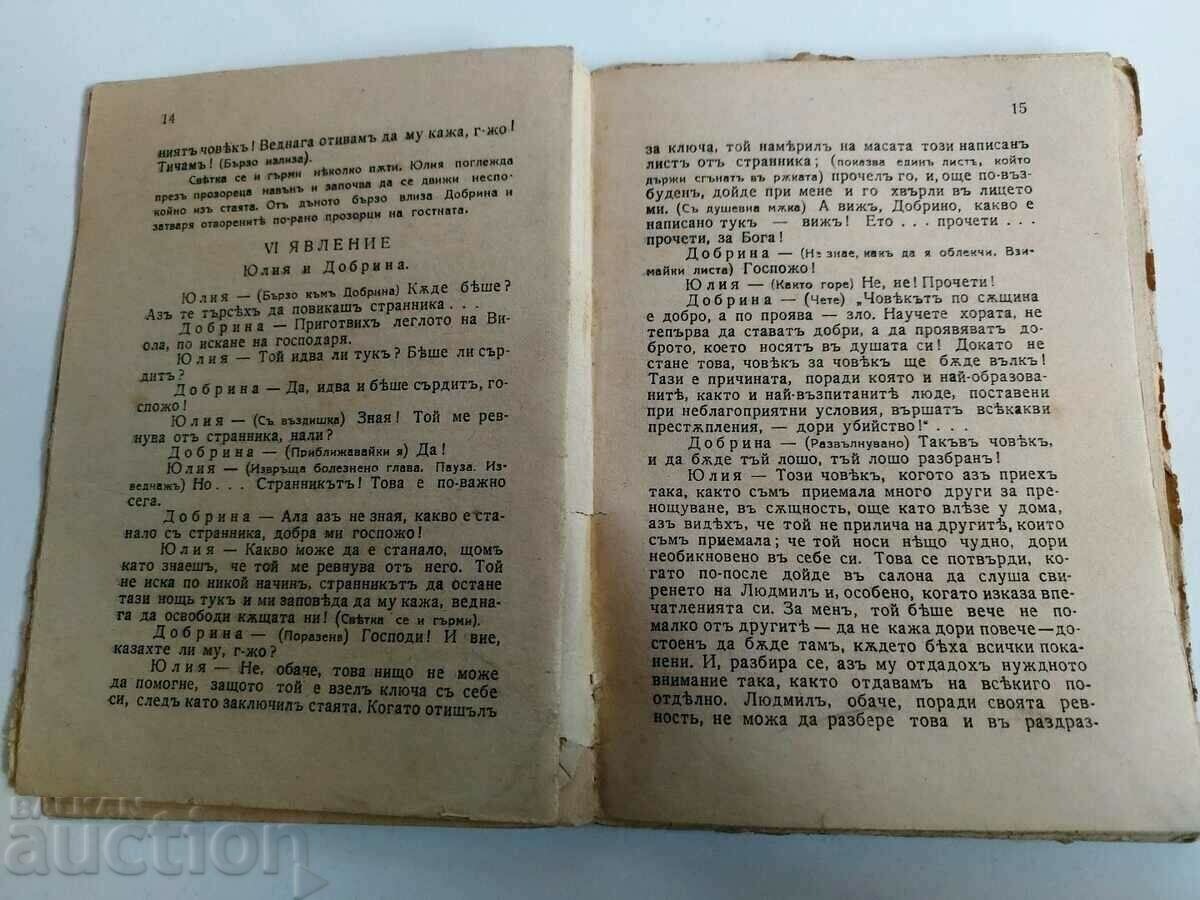 14
ниятъ човѣкъ! Веднага отивамъ да му кажа, г-жо!
Тичамъ! (Бързо излиза).
Свѣтка се и гърми нѣколко пѫти. Юлия поглежда
презъ прозореца навънъ и започва да се движи неспо-
койно изъ стаята. Отъ дъното бързо влиза Добрина и
затваря отворенитѣ по-рано прозорци на гостната.
VI ЯВЛЕНИЕ
Юлия и Добрина.
Юлия — (Бързо къмъ Добрина) Кѫде бѣше?
Азъ те търсѣхъ да повикашъ странника . . .
Добрина — Приготвихъ леглото на Ви-
ола, по искане на господаря.
Юлия — Той идва ли тукъ? Бѣше ли сър-
дитъ?
Добрина — Да, идва и бѣше сърдитъ, го-
спожо!
Юлия — (Съ въздишка) Зная! Той ме рев-
нува отъ странника, нали?
Добрина — (Приближавайки я) Да!
Юлия — (Извръща болезнено глава. Пауза. Из-
веднажъ) Но . . . Странникътъ! Това е по-важно
сега.
Добрина — Ала азъ не зная, какво е ста-
нало съ странника, добра ми госпожо!
Юлия — Какво може да е станало, щомъ
като знаешъ, че той ме ревнува от него. Той
не иска по никой начинъ, странникътъ да остане
тази нощь тукъ и ми заповѣда да му кажа, ведна-
га да освободи кѫщата ни! (Свѣтка се и гърми).
Добрина — (Поразена) Господи! И вие,
казахте ли му, г-жо?
Юлия — Не, обаче, това нищо не може
да помогне, защото той е взелъ ключа съ себе
си, следъ като заключилъ стаята. Когато отишълъ
15
за ключа, той намѣрилъ на масата този написанъ
листъ отъ странника; (показва единъ листъ, който
държи сгънатъ въ рѫката) прочелъ го, и, още по-въз-
буденъ, дойде при мене и го хвърли въ лицето
ми. (Съ душевна мѫка) А вижъ, Добрино, какво е
написано тукъ — вижъ! Ето . . . прочети . . .
прочети, за Бога!
Добрина — (Не знае, какъ да я облекчи. Взи-
майки листа) Госпожо!
Юлия — (Както горе) Не, не! Прочети!
Добрина — (Чете) „Човѣкътъ по сѫщина
е добро, а по проява — зло. Научете хората, не
тепърва да ставатъ добри, а да проявяватъ до-
брото, което носятъ въ душата си! Докато не
стане това, човѣкъ за човѣкъ ще бѫде вълкъ!
Тази е причината, поради която и най-образова-
нитѣ, както и най-възпитанитѣ люде, поставени
при неблагоприятни условия, вършатъ всѣкакви
престѫпления, — дори убийство!“ . . .
Добрина — (Развълнувано) Такъвъ човѣкъ,
и да бѫде тъй лошо, тъй лошо разбранъ!
Юлия — Този човѣкъ, когото азъ приехъ
така, както съмъ приемала много други за пре-
нощуване, въ сѫщность, още като влѣзе у дома,
азъ видѣхъ, че той не прилича на другитѣ, които
съмъ приемала; че той носи нѣщо чудно, дори
необикновено въ себе си. Това се потвърди, ко-
гато по-после дойде въ салона да слуша сви-
ренето на Людмилъ и, особено, когато изказа впе-
чатленията си. За менъ, той бѣше вече не по-
малко отъ другитѣ — да не кажа дори повече — до-
стоенъ да бѫде тамъ, кѫдето бѣха всички пока-
нени. И, разбира се, азъ му отдадохъ нуждното
внимание така, както отдавамъ на всѣкиго по-
отдѣлно. Людмилъ, обаче, поради своята рев-
ность, не можа да разбере това и въ раздраз-
BALKAN
auction